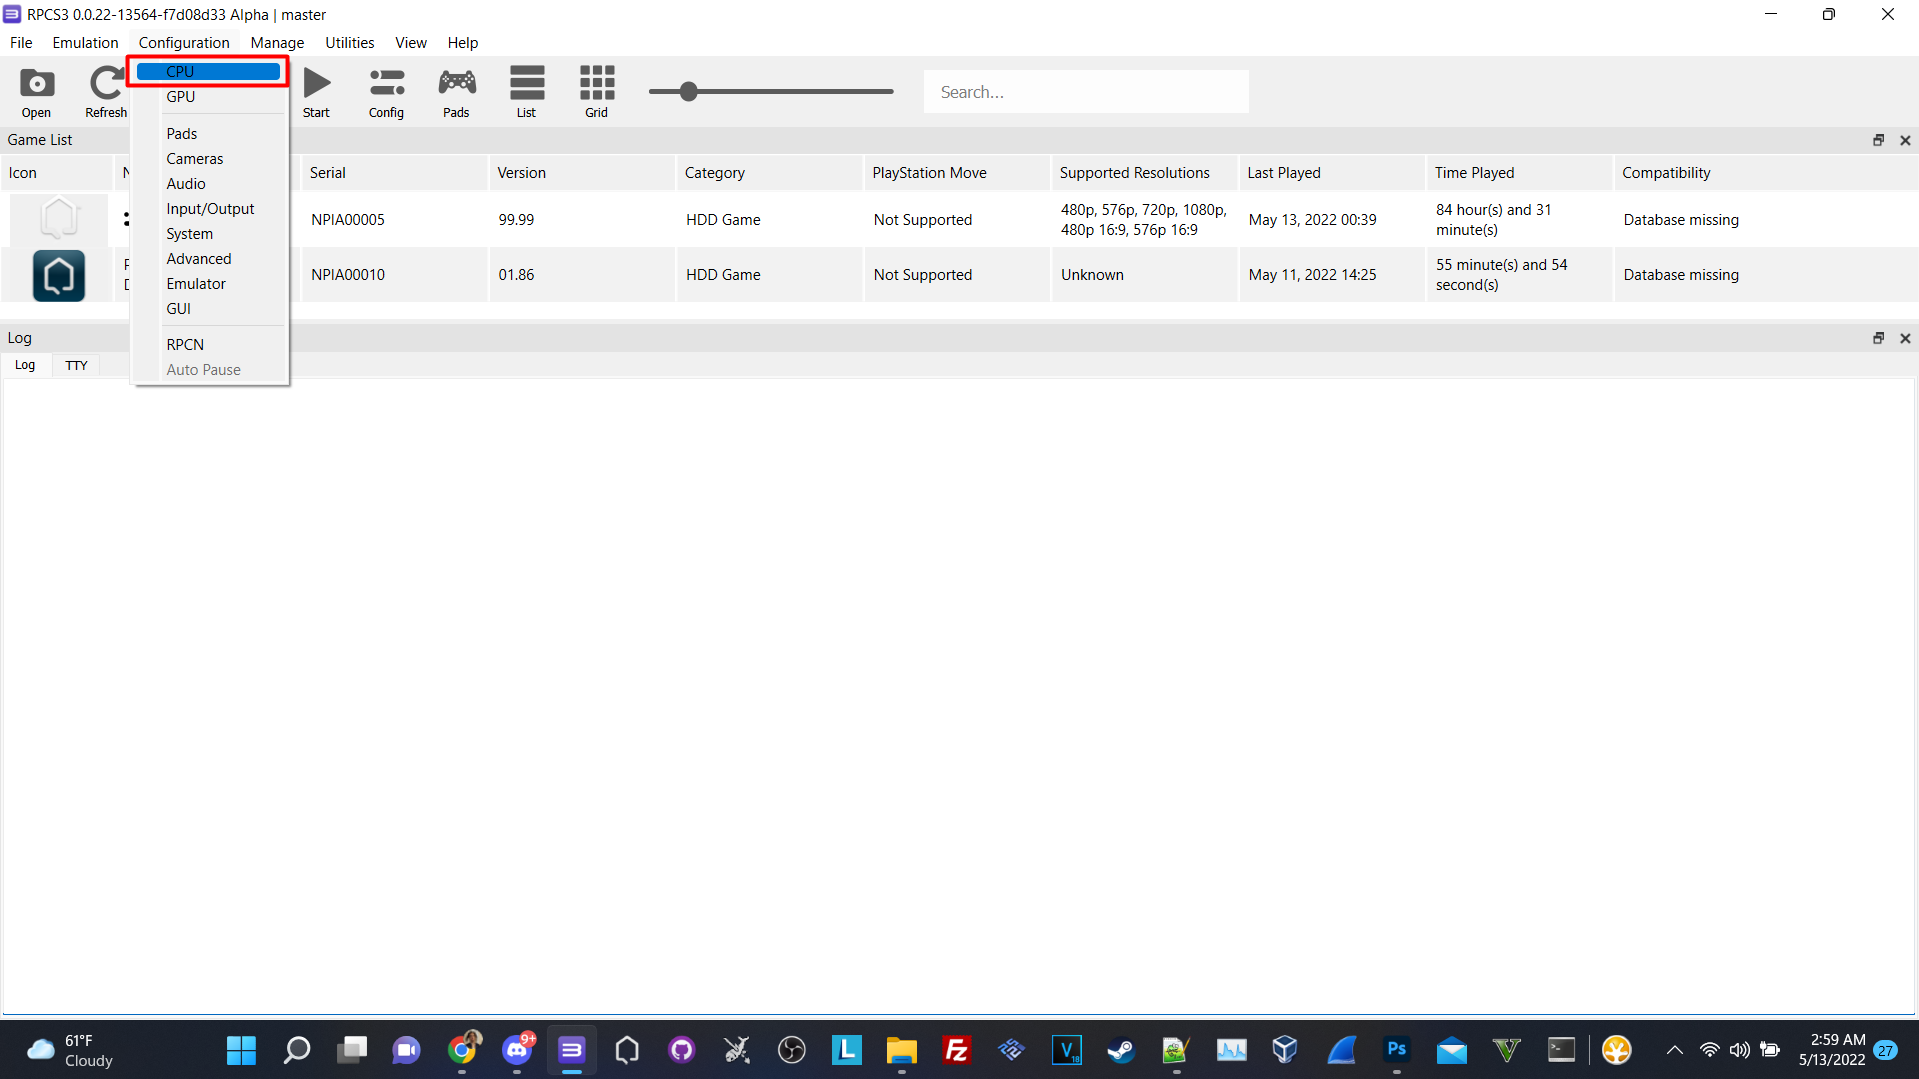 RPCS3 0.0.22-13564-f7d08d33 Alpha | master
File Emulation Configuration Manage Utilities View Help
CPU
GPU
Pads
Cameras
Audio
Input/Output
System
Advanced
Emulator
GUI
RPCN
Auto Pause
Open Refresh Start Config Pads List Grid Search...
Game List
Icon N Serial Version Category PlayStation Move Supported Resolutions Last Played Time Played Compatibility
NPIA00005 99.99 HDD Game Not Supported 480p, 576p, 720p, 1080p, May 13, 2022 00:39 84 hour(s) and 31 Database missing
480p 16:9, 576p 16:9 minute(s)
NPIA00010 01.86 HDD Game Not Supported Unknown May 11, 2022 14:25 55 minute(s) and 54 Database missing
second(s)
Log
Log TTY
61°F
Cloudy
9+
L
Fz
V
18
Ps
2:59 AM
5/13/2022
27